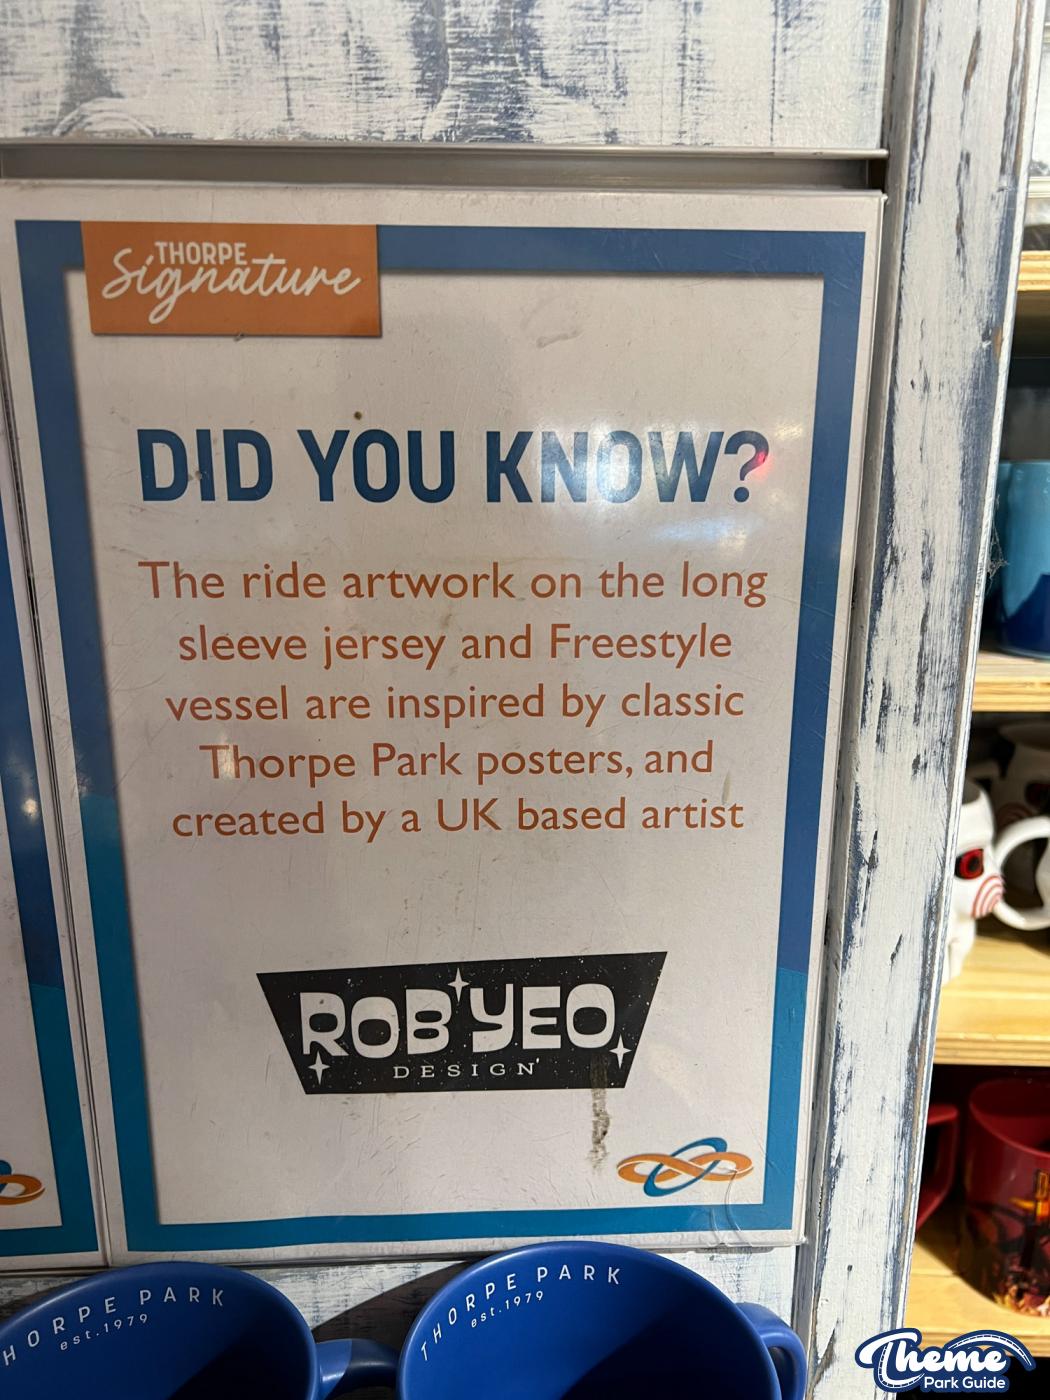 THORPE
Signature
DID YOU KNOW?
The ride artwork on the long
sleeve jersey and Freestyle
vessel are inspired by classic
Thorpe Park posters, and
created by a UK based artist
ROB YEO
DESIGN
THORPE PARK
est.1979
THORPE PARK
est.1979
Theme
Park Guide